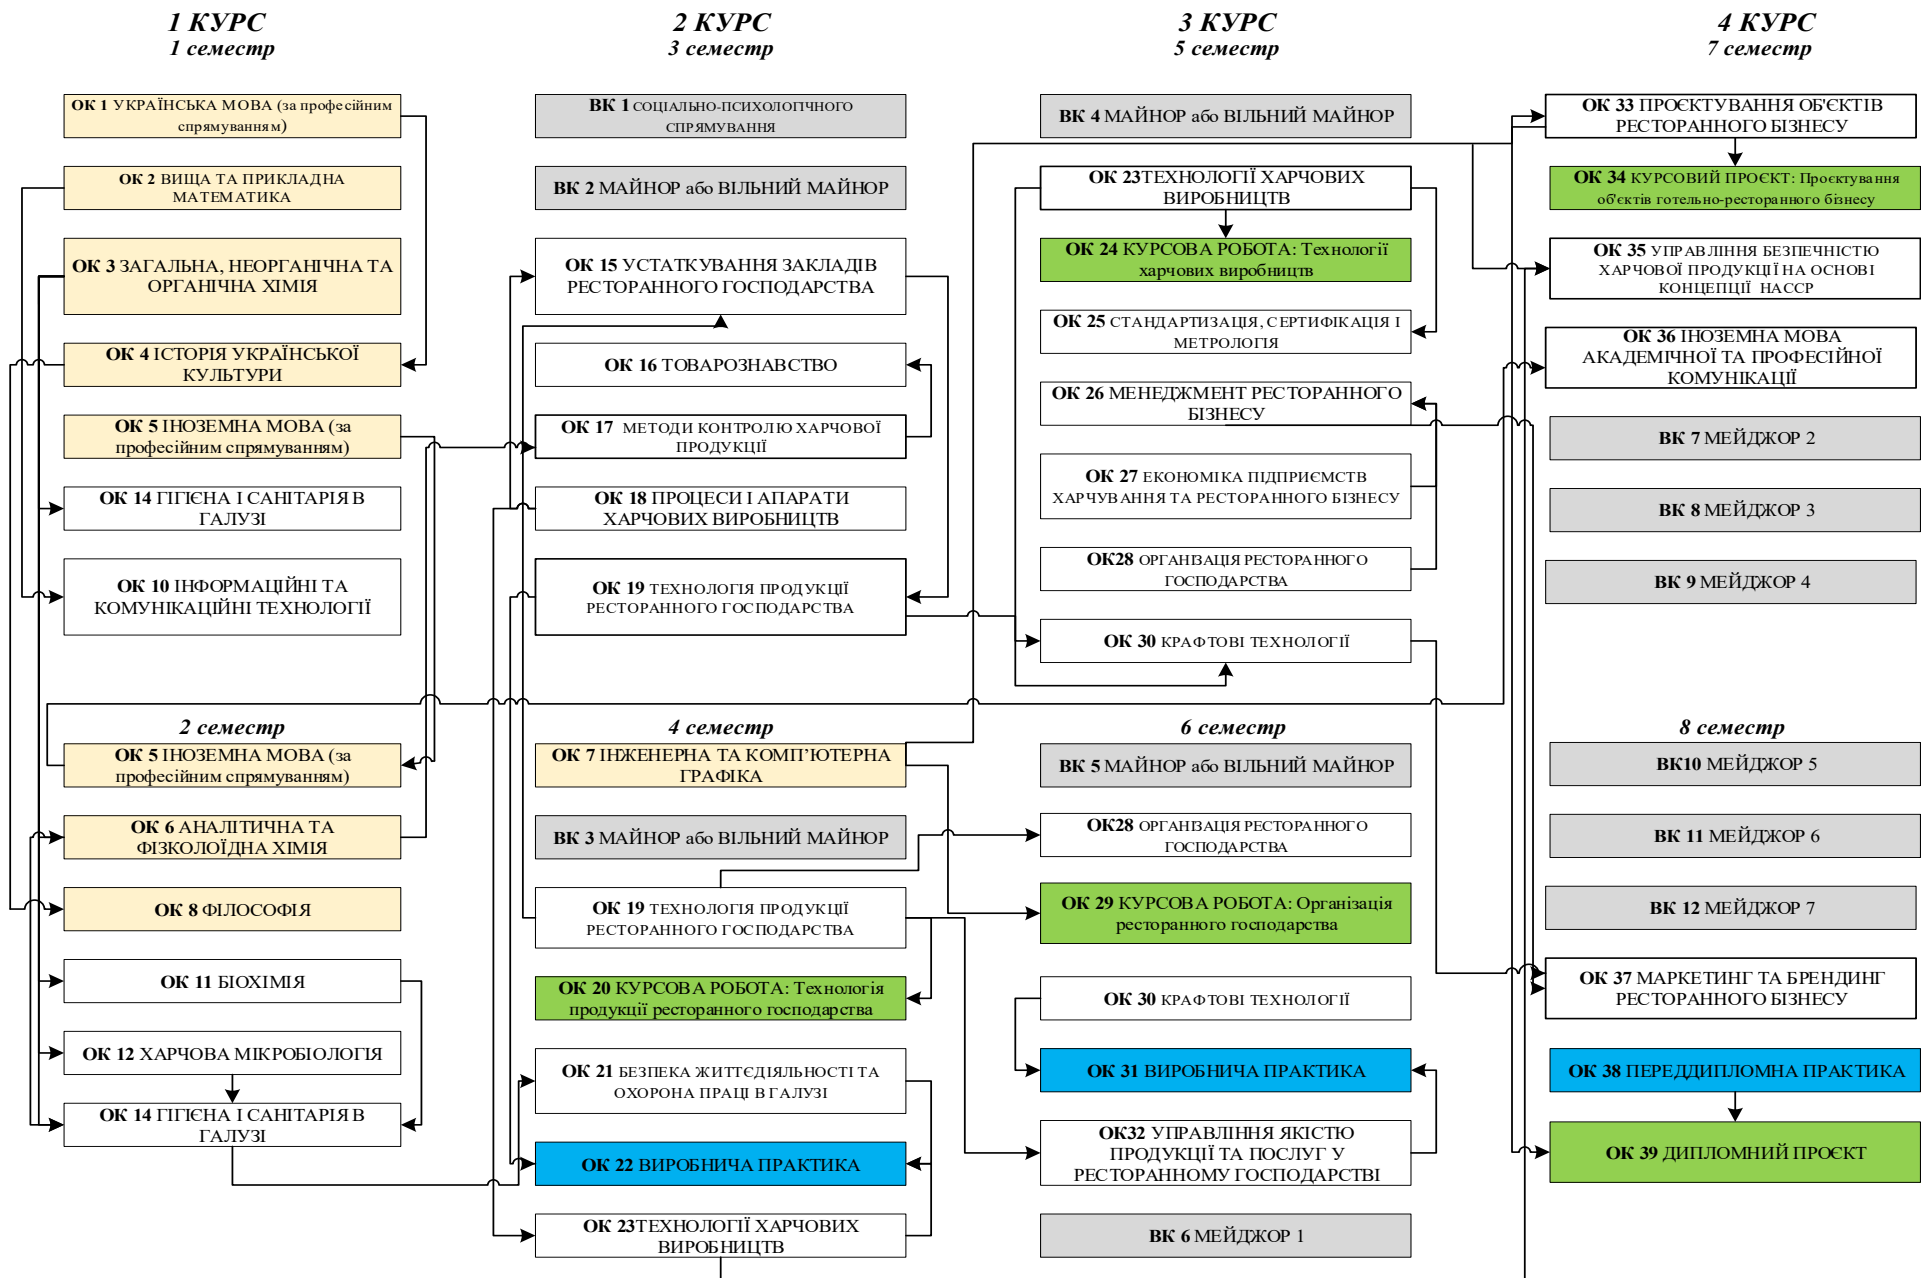 1 КУРС
1 семестр
ОК 1 УКРАЇНСЬКА МОВА (за професійним
спрямуванням)
ОК 2 ВИЩА ТА ПРИКЛАДНА
МАТЕМАТИКА
ОК 3 ЗАГАЛЬНА, НЕОРГАНІЧНА ТА
ОРГАНІЧНА ХІМІЯ
ОК 4 ІСТОРІЯ УКРАЇНСЬКОЇ
КУЛЬТУРИ
ОК 5 ІНОЗЕМНА МОВА (за
професійним спрямуванням)
ОК 14 ГІГІЄНА І САНІТАРІЯ В
ГАЛУЗІ
ОК 10 ІНФОРМАЦІЙНІ ТА
КОМУНІКАЦІЙНІ ТЕХНОЛОГІЇ
2 семестр
ОК 5 ІНОЗЕМНА МОВА (за
професійним спрямуванням)
ОК 6 АНАЛІТИЧНА ТА
ФІЗКОЛОЇДНА ХІМІЯ
ОК 8 ФІЛОСОФІЯ
ОК 11 БІОХІМІЯ
ОК 12 ХАРЧОВА МІКРОБІОЛОГІЯ
ОК 14 ГІГІЄНА І САНІТАРІЯ В
ГАЛУЗІ
2 КУРС
3 семестр
ВК 1 СОЦІАЛЬНО-ПСИХОЛОГІЧНОГО
СПРЯМУВАННЯ
ВК 2 МАЙНОР або ВІЛЬНИЙ МАЙНОР
ОК 15 УСТАТКУВАННЯ ЗАКЛАДІВ
РЕСТОРАННОГО ГОСПОДАРСТВА
ОК 16 ТОВАРОЗНАВСТВО
ОК 17 МЕТОДИ КОНТРОЛЮ ХАРЧОВОЇ
ПРОДУКЦІЇ
ОК 18 ПРОЦЕСИ І АПАРАТИ
ХАРЧОВИХ ВИРОБНИЦТВ
ОК 19 ТЕХНОЛОГІЯ ПРОДУКЦІЇ
РЕСТОРАННОГО ГОСПОДАРСТВА
4 семестр
ОК 7 ІНЖЕНЕРНА ТА КОМП'ЮТЕРНА
ГРАФІКА
ВК 3 МАЙНОР або ВІЛЬНИЙ МАЙНОР
ОК 19 ТЕХНОЛОГІЯ ПРОДУКЦІЇ
РЕСТОРАННОГО ГОСПОДАРСТВА
ОК 20 КУРСОВА РОБОТА: Технологія
продукції ресторанного господарства
ОК 21 БЕЗПЕКА ЖИТТЄДІЯЛЬНОСТІ ТА
ОХОРОНА ПРАЦІ В ГАЛУЗІ
ОК 22 ВИРОБНИЧА ПРАКТИКА
ОК 23ТЕХНОЛОГІЇ ХАРЧОВИХ
ВИРОБНИЦТВ
3 КУРС
5 семестр
ВК 4 МАЙНОР або ВІЛЬНИЙ МАЙНОР
ОК 23ТЕХНОЛОГІЇ ХАРЧОВИХ
ВИРОБНИЦТВ
ОК 24 КУРСОВА РОБОТА: Технології
харчових виробництв
ОК 25 СТАНДАРТИЗАЦІЯ, СЕРТИФІКАЦІЯ І
МЕТРОЛОГІЯ
ОК 26 МЕНЕДЖМЕНТ РЕСТОРАННОГО
БІЗНЕСУ
ОК 27 ЕКОНОМІКА ПІДПРИЄМСТВ
ХАРЧУВАННЯ ТА РЕСТОРАННОГО БІЗНЕСУ
ОК28 ОРГАНІЗАЦІЯ РЕСТОРАННОГО
ГОСПОДАРСТВА
ОК 30 КРАФТОВІ ТЕХНОЛОГІЇ
6 семестр
ВК 5 МАЙНОР або ВІЛЬНИЙ МАЙНОР
ОК28 ОРГАНІЗАЦІЯ РЕСТОРАННОГО
ГОСПОДАРСТВА
ОК 29 КУРСОВА РОБОТА: Організація
ресторанного господарства
ОК 30 КРАФТОВІ ТЕХНОЛОГІЇ
ОК 31 ВИРОБНИЧА ПРАКТИКА
ОК32 УПРАВЛІННЯ ЯКІСТЮ
ПРОДУКЦІЇ ТА ПОСЛУГ У
РЕСТОРАННОМУ ГОСПОДАРСТВІ
ВК 6 МЕЙДЖОР 1
4 КУРС
7 семестр
ОК 33 ПРОЄКТУВАННЯ ОБ'ЄКТІВ
РЕСТОРАННОГО БІЗНЕСУ
ОК 34 КУРСОВИЙ ПРОЄКТ: Проєктування
об'єктів готельно-ресторанного бізнесу
ОК 35 УПРАВЛІННЯ БЕЗПЕЧНІСТЮ
ХАРЧОВОЇ ПРОДУКЦІЇ НА ОСНОВІ
КОНЦЕПЦІЇ НАССР
ОК 36 ІНОЗЕМНА МОВА
АКАДЕМІЧНОЇ ТА ПРОФЕСІЙНОЇ
КОМУНІКАЦІЇ
ВК 7 МЕЙДЖОР 2
ВК 8 МЕЙДЖОР 3
ВК 9 МЕЙДЖОР 4
8 семестр
ВК10 МЕЙДЖОР 5
ВК 11 МЕЙДЖОР 6
ВК 12 МЕЙДЖОР 7
ОК 37 МАРКЕТИНГ ТА БРЕНДИНГ
РЕСТОРАННОГО БІЗНЕСУ
ОК 38 ПЕРЕДДИПЛОМНА ПРАКТИКА
ОК 39 ДИПЛОМНИЙ ПРОЄКТ